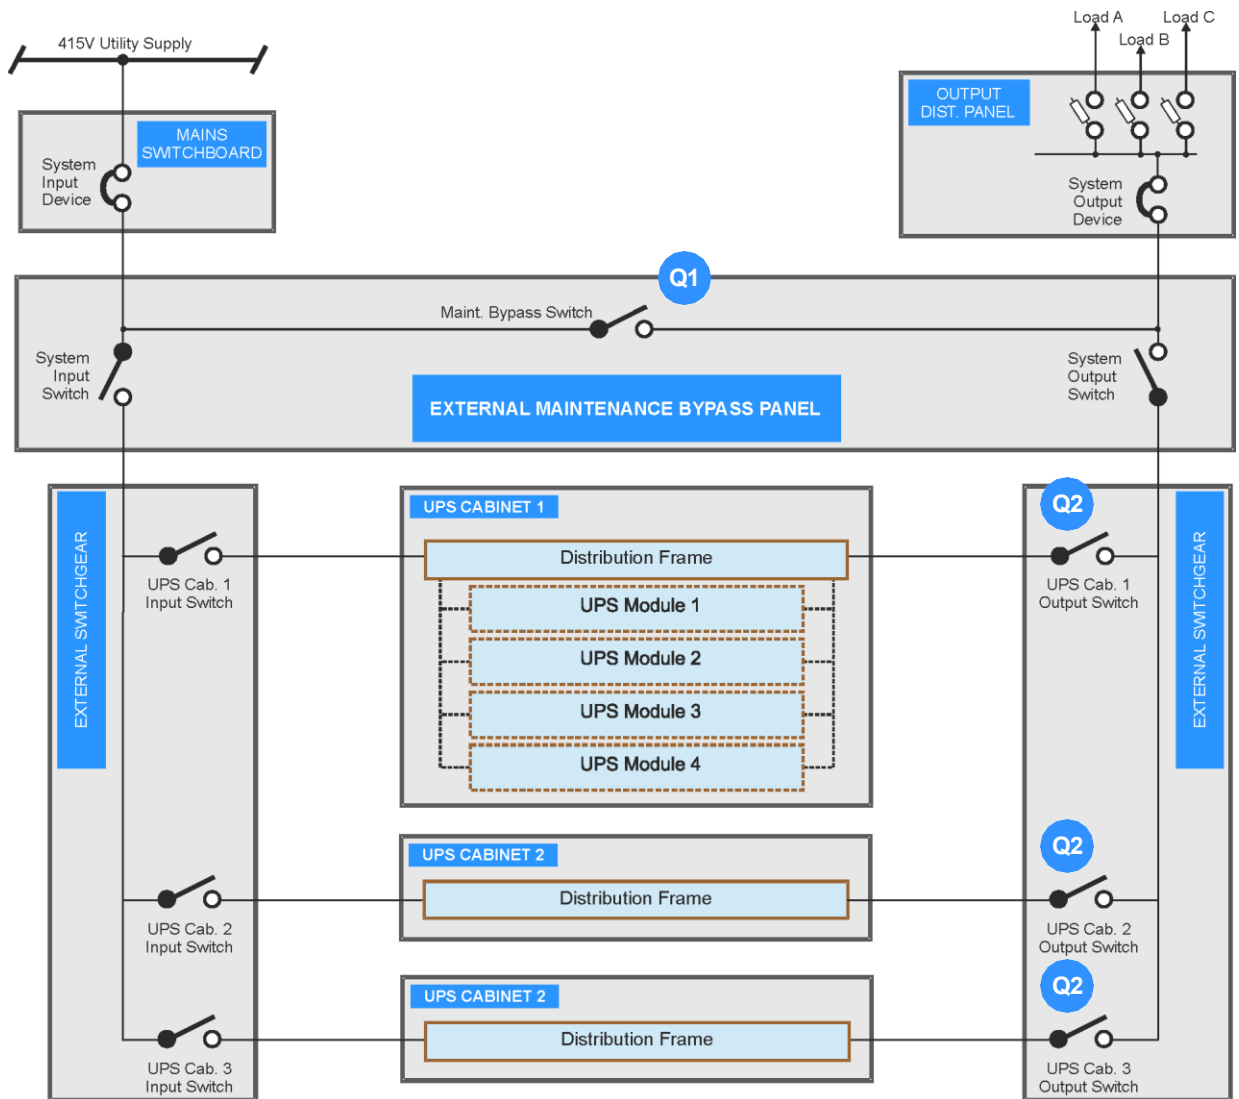 415V Utility Supply
Load A
Load B
Load C
MAINS
SWITCHBOARD
System
Input
Device
OUTPUT
DIST. PANEL
System
Output
Device
Q1
Maint. Bypass Switch
System
Input
Switch
System
Output
Switch
EXTERNAL MAINTENANCE BYPASS PANEL
EXTERNAL SWITCHGEAR
UPS CABINET 1
Distribution Frame
UPS Module 1
UPS Module 2
UPS Module 3
UPS Module 4
UPS Cab. 1
Input Switch
Q2
UPS Cab. 1
Output Switch
EXTERNAL SWITCHGEAR
UPS CABINET 2
Distribution Frame
UPS Cab. 2
Input Switch
Q2
UPS Cab. 2
Output Switch
UPS CABINET 2
Distribution Frame
UPS Cab. 3
Input Switch
Q2
UPS Cab. 3
Output Switch